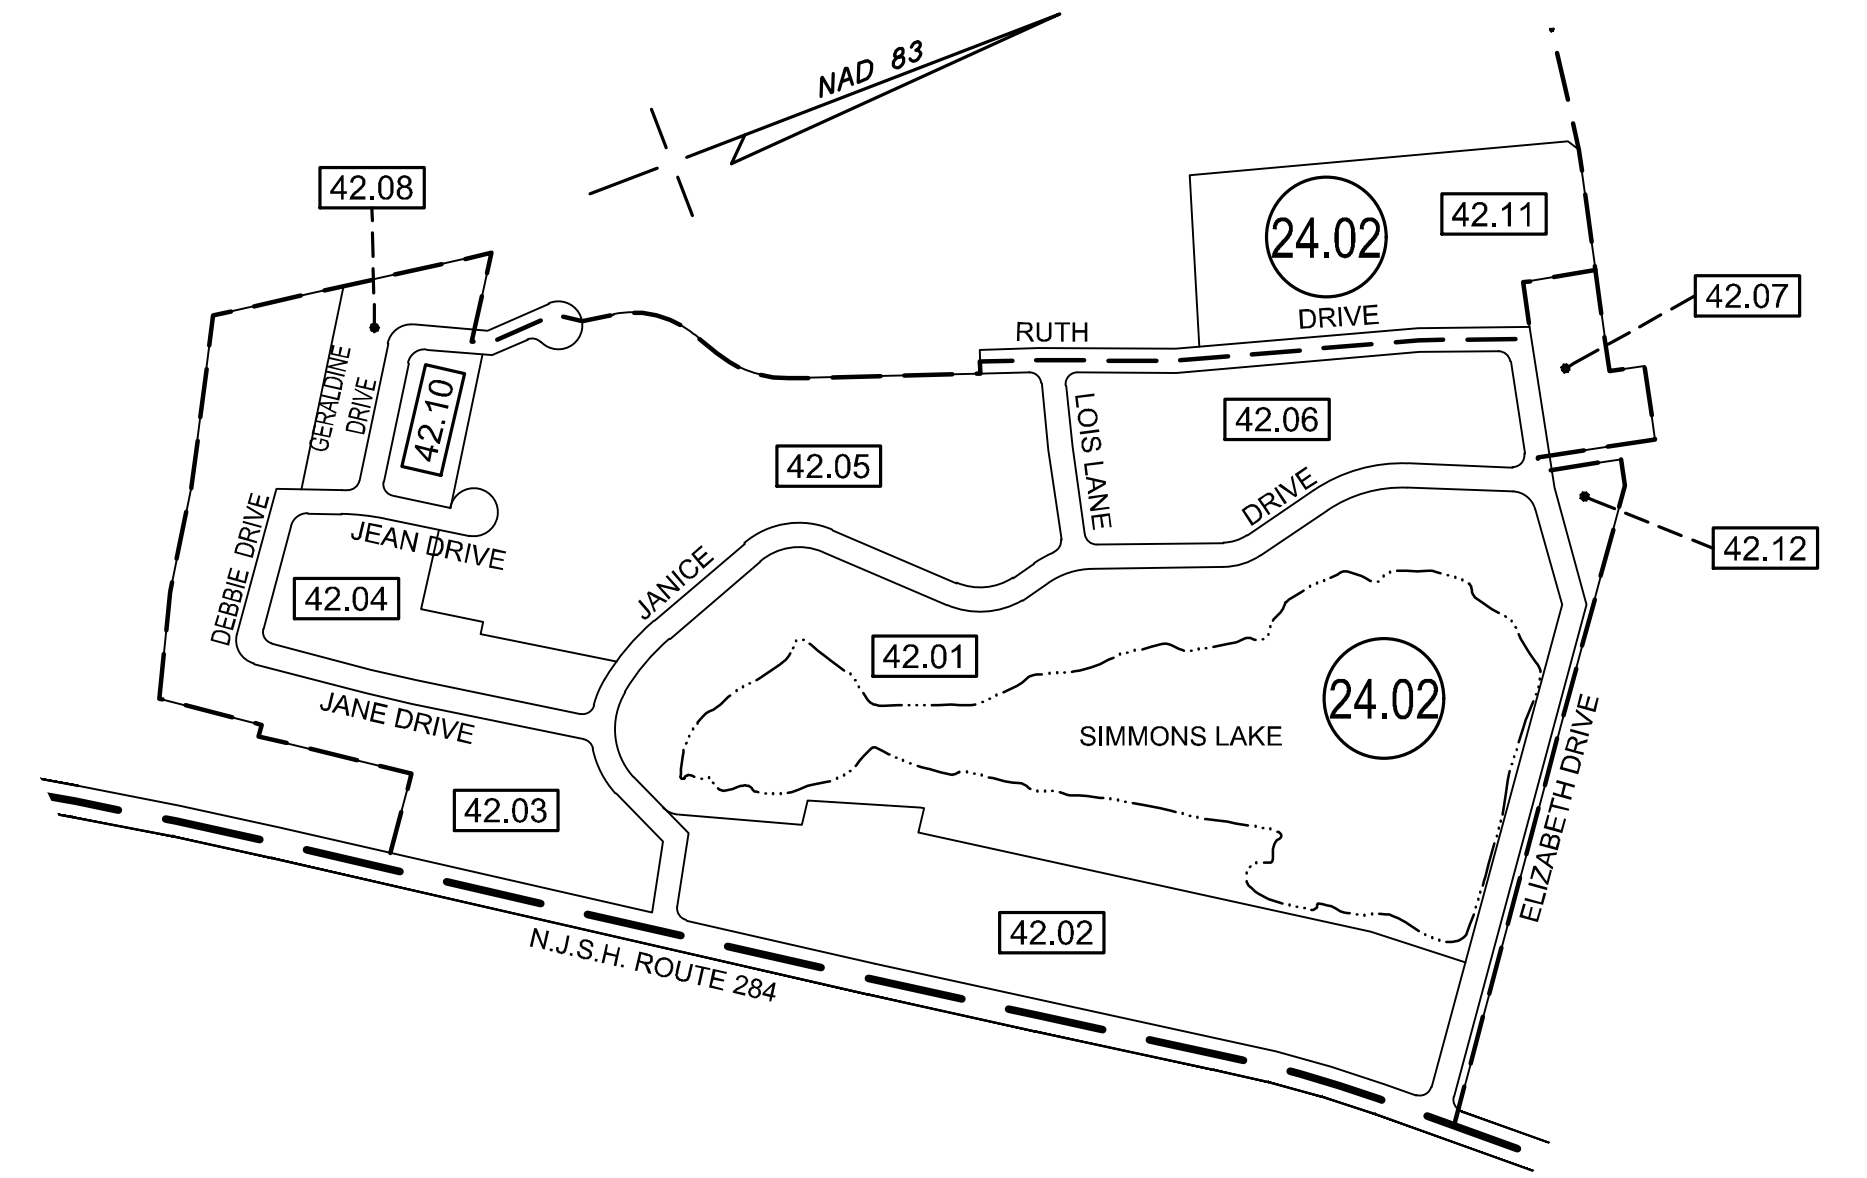 NAD 83
42.08
24.02
42.11
42.07
RUTH
DRIVE
GERALDINE
DRIVE
42.10
42.05
LOIS LANE
42.06
DRIVE
42.12
DEBBIE DRIVE
JEAN DRIVE
42.04
JANICE
42.01
24.02
SIMMONS LAKE
JANE DRIVE
ELIZABETH DRIVE
42.03
42.02
N.J.S.H. ROUTE 284